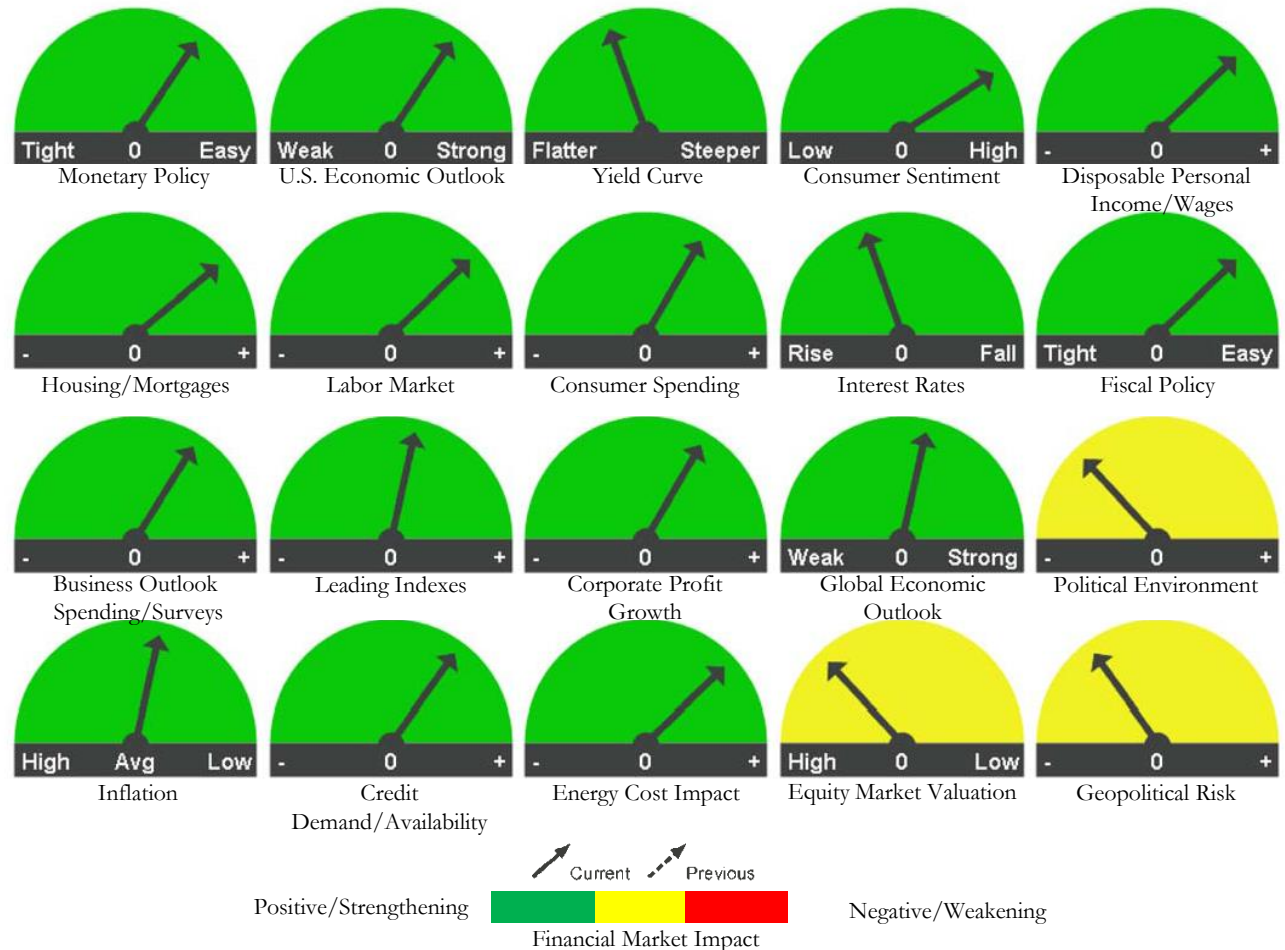 Tight 0 Easy
Weak 0 Strong
Flatter Steeper
Low 0 High
- 0 +
Monetary Policy
U.S. Economic Outlook
Yield Curve
Consumer Sentiment
Disposable Personal
Income/Wages
- 0 +
- 0 +
- 0 +
Rise 0 Fall
Tight 0 Easy
Housing/Mortgages
Labor Market
Consumer Spending
Interest Rates
Fiscal Policy
- 0 +
- 0 +
- 0 +
Weak 0 Strong
- 0 +
Business Outlook
Spending/Surveys
Leading Indexes
Corporate Profit
Growth
Global Economic
Outlook
Political Environment
High Avg Low
- 0 +
- 0 +
High 0 Low
- 0 +
Inflation
Credit
Demand/Availability
Energy Cost Impact
Equity Market Valuation
Geopolitical Risk
Current
Previous
Positive/Strengthening
Negative/Weakening
Financial Market Impact